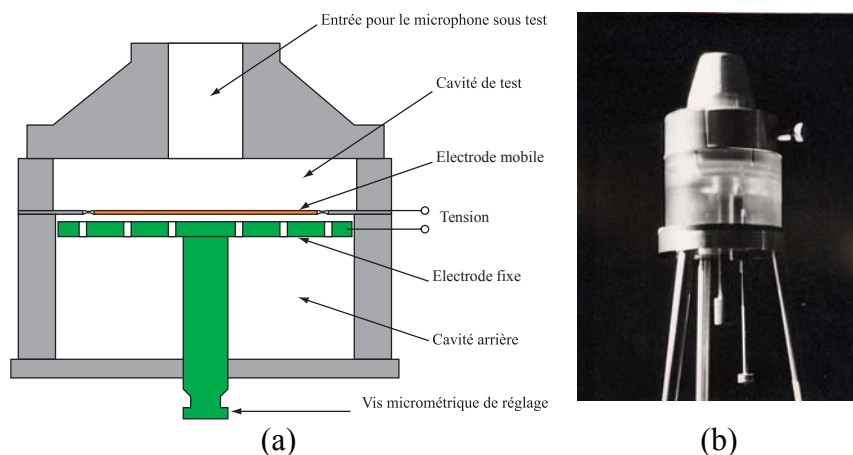 Entrée pour le microphone sous test
Cavité de test
Electrode mobile
Tension
Electrode fixe
Cavité arrière
Vis micrométrique de réglage
(a)
(b)